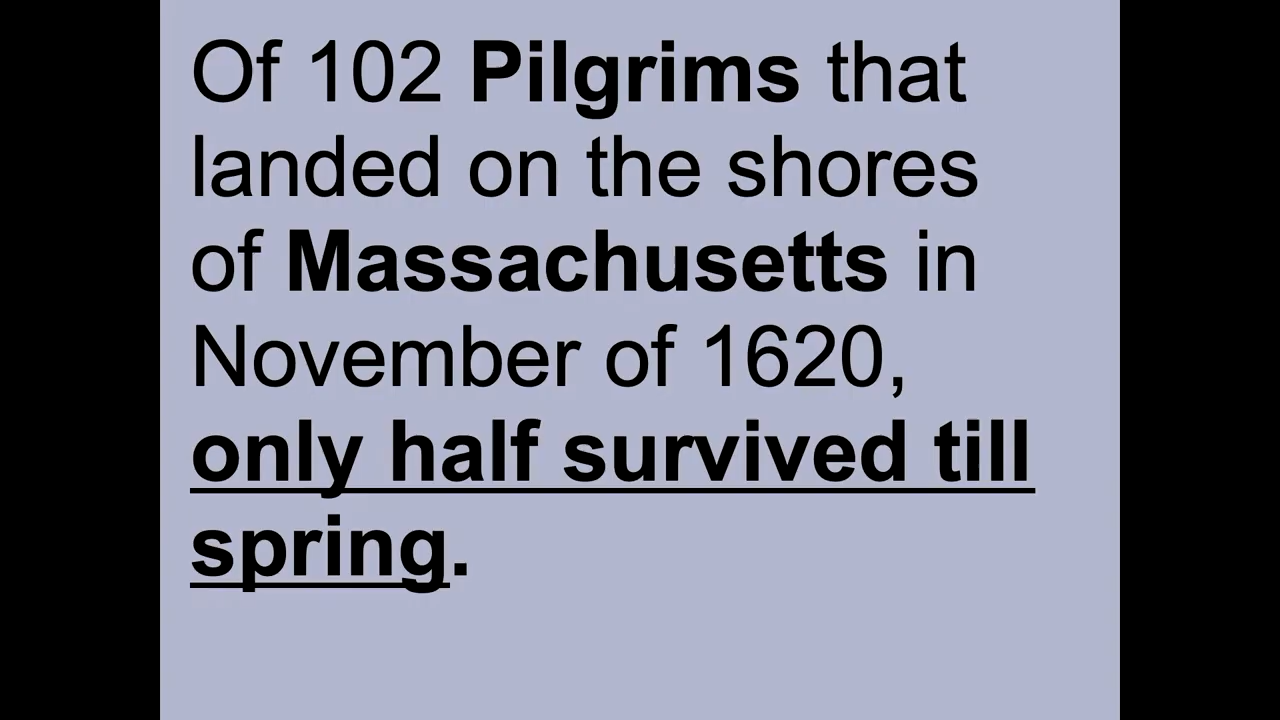 Of 102 Pilgrims that
landed on the shores
of Massachusetts in
November of 1620,
only half survived till
spring.